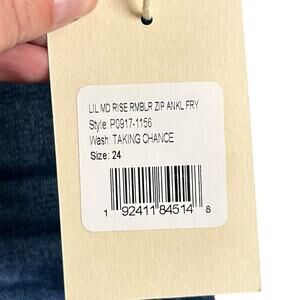 LIL MD RISE RMBLR ZIP ANKL FRY
Style: P0917-1156
Wash: TAKING CHANCE
Size: 24
1 92411 84514 8